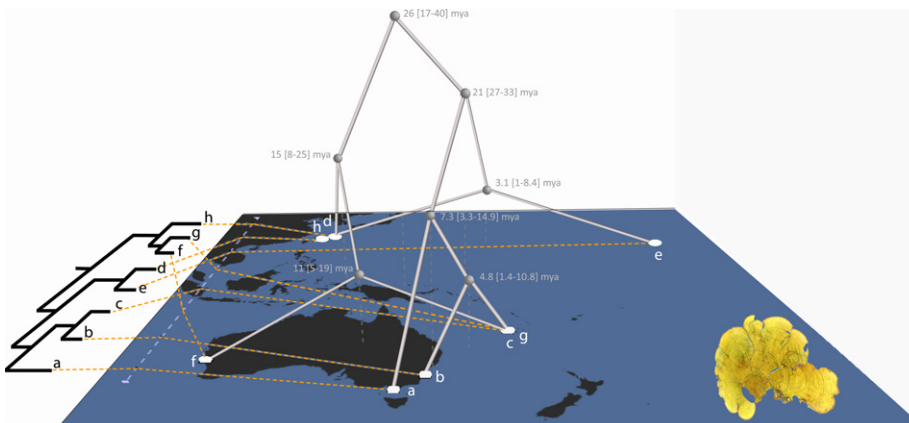 26 [17-40] mya
21 [27-33] mya
15 [8-25] mya
3.1 [1-8.4] mya
7.3 [3.3-14.9] mya
11 [5-19] mya
4.8 [1.4-10.8] mya
h
g
f
d
e
c
b
a
d
h
e
g
c
f
b
a